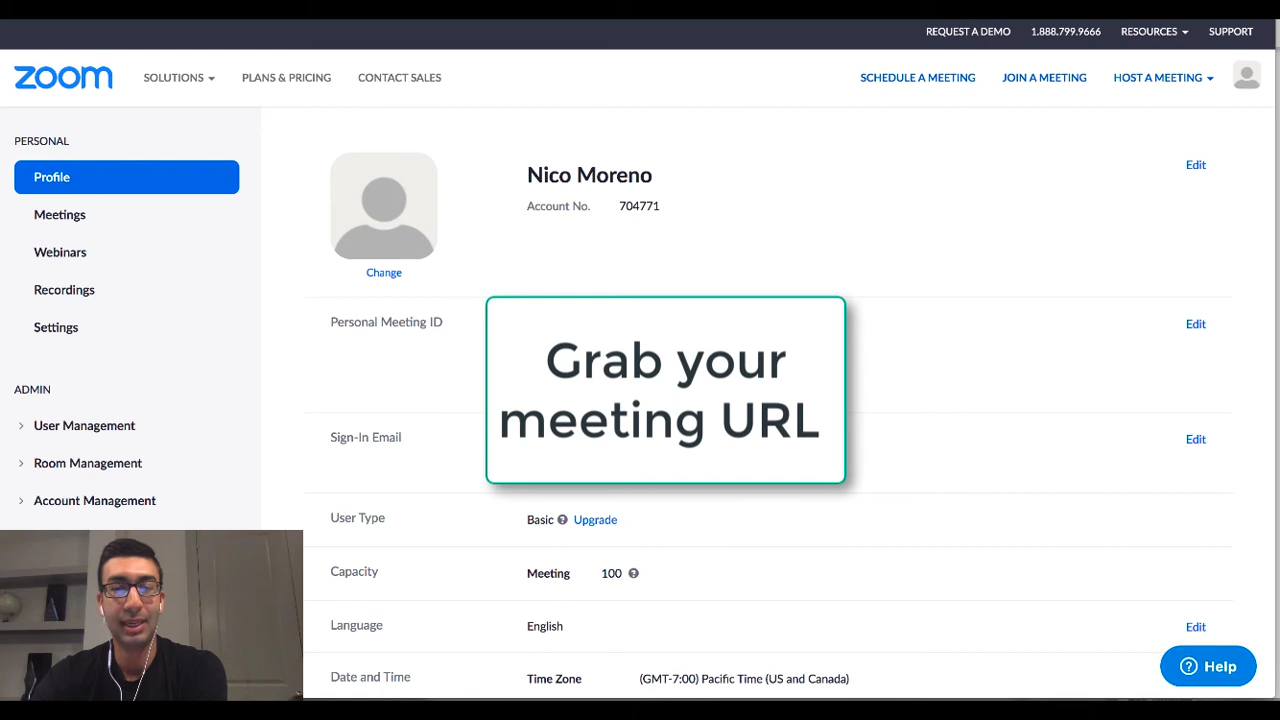 REQUEST A DEMO 1.888.799.9666 RESOURCES SUPPORT
zoom SOLUTIONS PLANS & PRICING CONTACT SALES SCHEDULE A MEETING JOIN A MEETING HOST A MEETING
PERSONAL
Profile
Meetings
Webinars
Recordings
Settings
ADMIN
User Management
Room Management
Account Management
Change
Nico Moreno
Edit
Account No. 704771
Personal Meeting ID
Edit
Grab your
meeting URL
Sign-In Email
Edit
User Type
Basic ? Upgrade
Capacity
Meeting 100 ?
Language
English
Edit
Date and Time
Time Zone (GMT-7:00) Pacific Time (US and Canada)
? Help